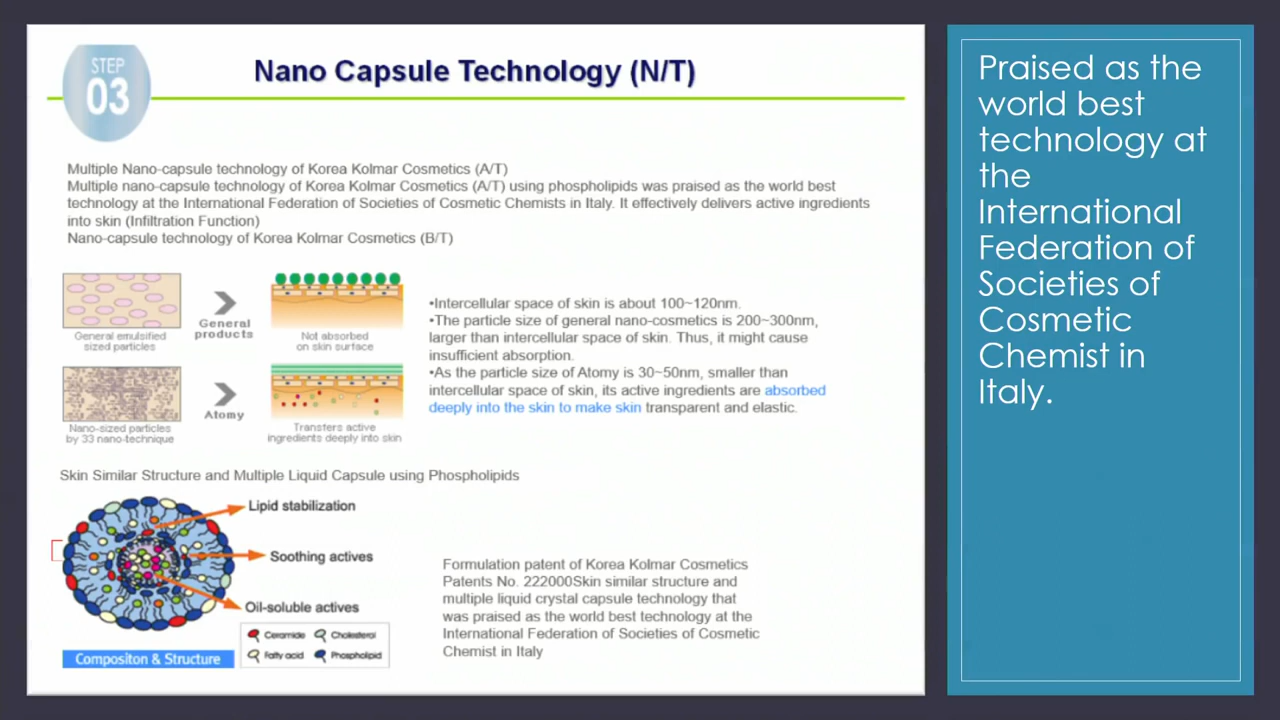 STEP
03
Nano Capsule Technology (N/T)
Multiple Nano-capsule technology of Korea Kolmar Cosmetics (A/T)
Multiple nano-capsule technology of Korea Kolmar Cosmetics (A/T) using phospholipids was praised as the world best
technology at the International Federation of Societies of Cosmetic Chemists in Italy. It effectively delivers active ingredients
into skin (Infiltration Function)
Nano-capsule technology of Korea Kolmar Cosmetics (B/T)
General emulsified
sized particles
General
products
Not absorbed
on skin surface
Nano-sized particles
by 33 nano-technique
Atomy
Transfers active
ingredients deeply into skin
•Intercellular space of skin is about 100~120nm.
•The particle size of general nano-cosmetics is 200~300nm,
larger than intercellular space of skin. Thus, it might cause
insufficient absorption.
•As the particle size of Atomy is 30~50nm, smaller than
intercellular space of skin, its active ingredients are absorbed
deeply into the skin to make skin transparent and elastic.
Skin Similar Structure and Multiple Liquid Capsule using Phospholipids
Lipid stabilization
Soothing actives
Oil-soluble actives
Ceramide Cholesterol
Fatty acid Phospholipid
Compositon & Structure
Formulation patent of Korea Kolmar Cosmetics
Patents No. 222000Skin similar structure and
multiple liquid crystal capsule technology that
was praised as the world best technology at the
International Federation of Societies of Cosmetic
Chemist in Italy
Praised as the
world best
technology at
the
International
Federation of
Societies of
Cosmetic
Chemist in
Italy.